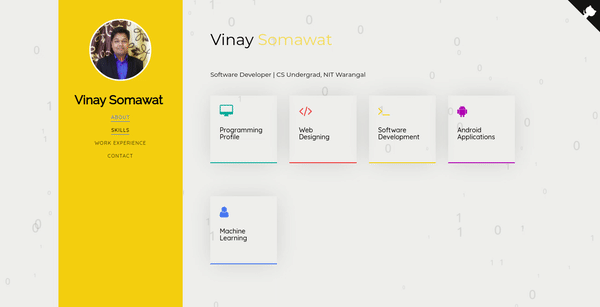 Vinay Somawat
ABOUT
SKILLS
WORK EXPERIENCE
CONTACT
Vinay Somawat
Software Developer | CS Undergrad, NIT Warangal
Programming
Profile
Web
Designing
Software
Development
Android
Applications
Machine
Learning